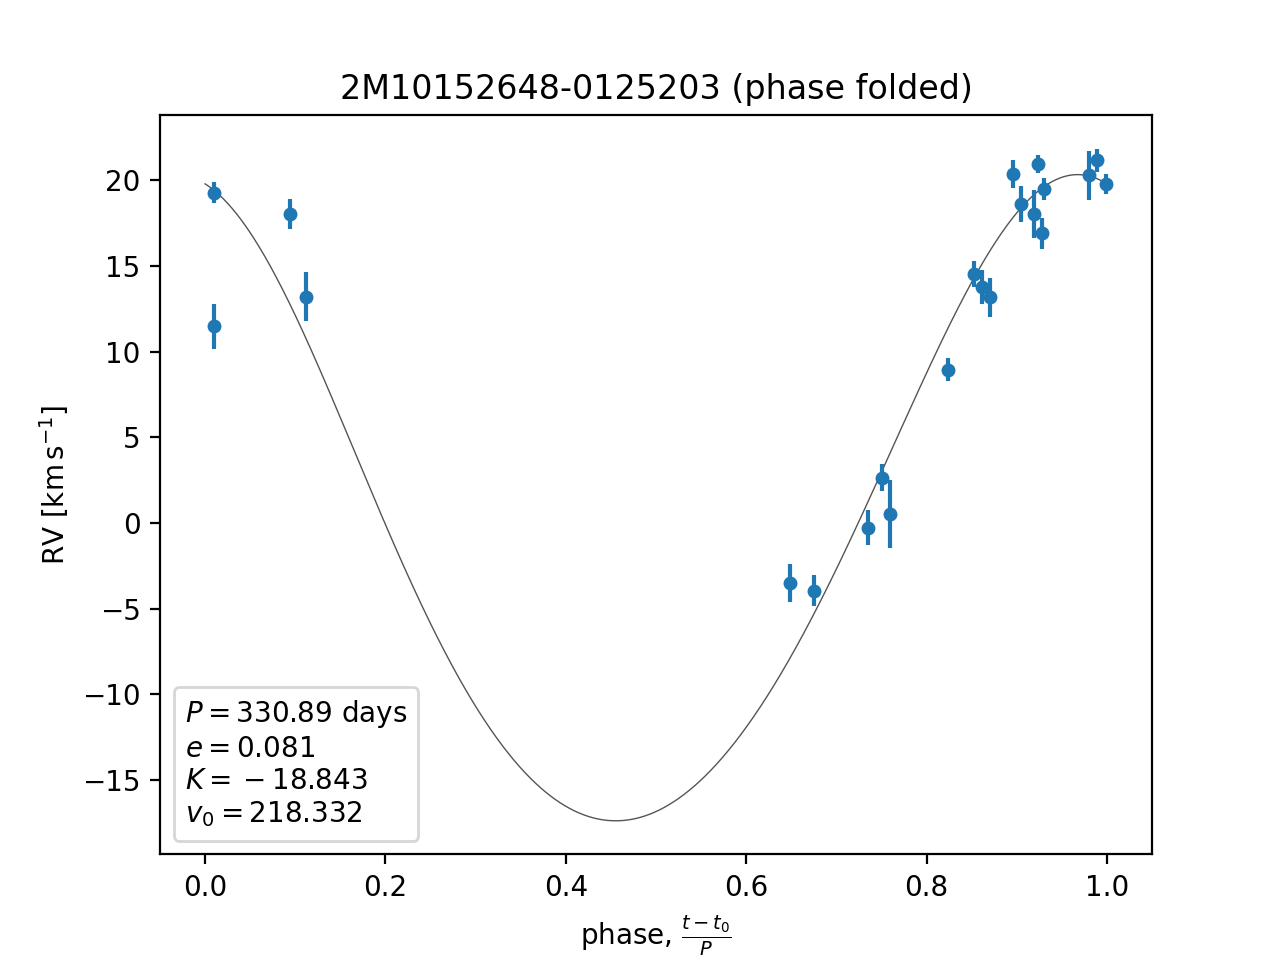 2M10152648-0125203 (phase folded)
20
15
10
5
0
−5
−10
−15
RV [km s⁻¹]
P = 330.89 days
e = 0.081
K = −18.843
v₀ = 218.332
0.0 0.2 0.4 0.6 0.8 1.0
phase, (t − t₀)/P